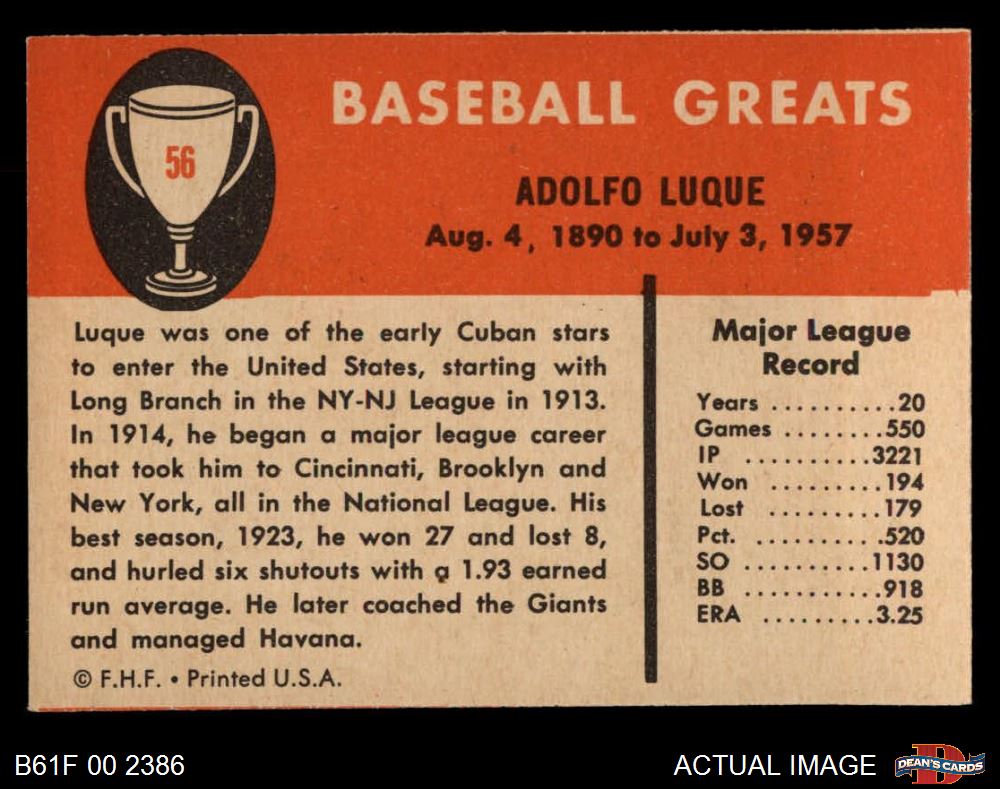 56
BASEBALL GREATS
ADOLFO LUQUE
Aug. 4, 1890 to July 3, 1957
Luque was one of the early Cuban stars
to enter the United States, starting with
Long Branch in the NY-NJ League in 1913.
In 1914, he began a major league career
that took him to Cincinnati, Brooklyn and
New York, all in the National League. His
best season, 1923, he won 27 and lost 8,
and hurled six shutouts with a 1.93 earned
run average. He later coached the Giants
and managed Havana.
© F.H.F. • Printed U.S.A.
Major League
Record
Years ..........20
Games ........550
IP ..........3221
Won .........194
Lost .........179
Pct. ..........520
SO ..........1130
BB ...........918
ERA .........3.25
B61F 00 2386
ACTUAL IMAGE
D
DEAN'S CARDS